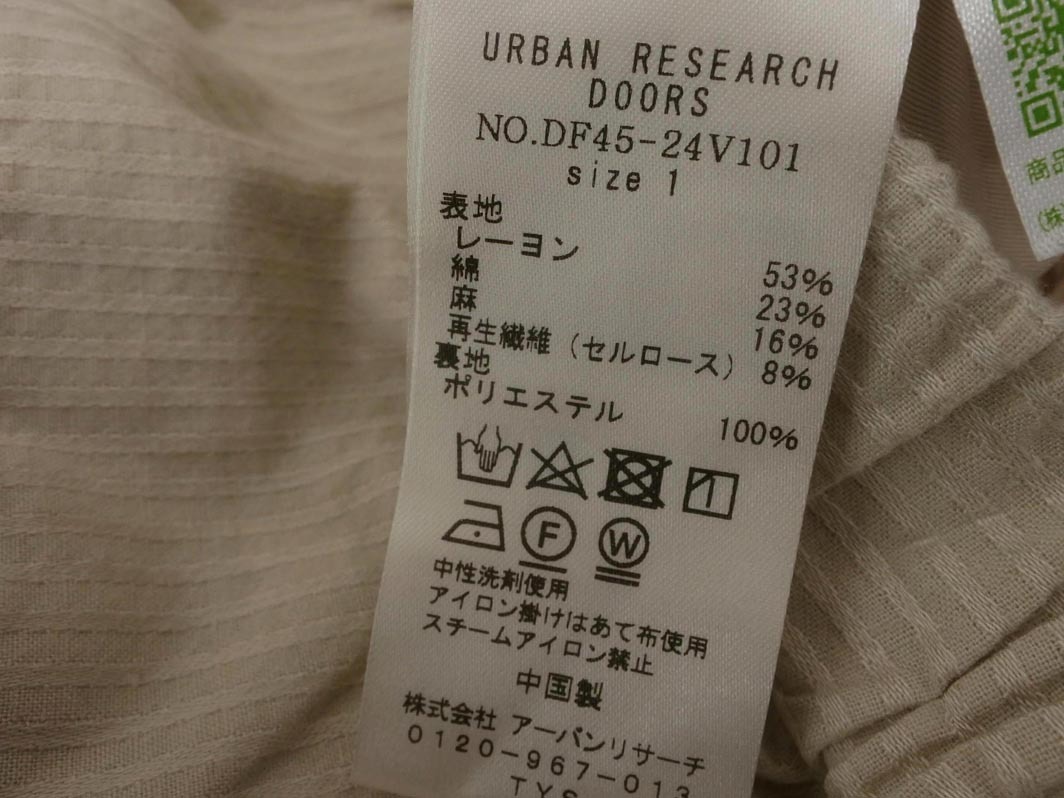 URBAN RESEARCH
DOORS
NO.DF45-24V101
size 1
表地
レーヨン 53%
綿 23%
麻 16%
再生繊維(セルロース) 8%
裏地
ポリエステル 100%
F W
中性洗剤使用
アイロン掛けはあて布使用
スチームアイロン禁止
中国製
株式会社 アーバンリサーチ
0120-967-013
TYS
商品
(株